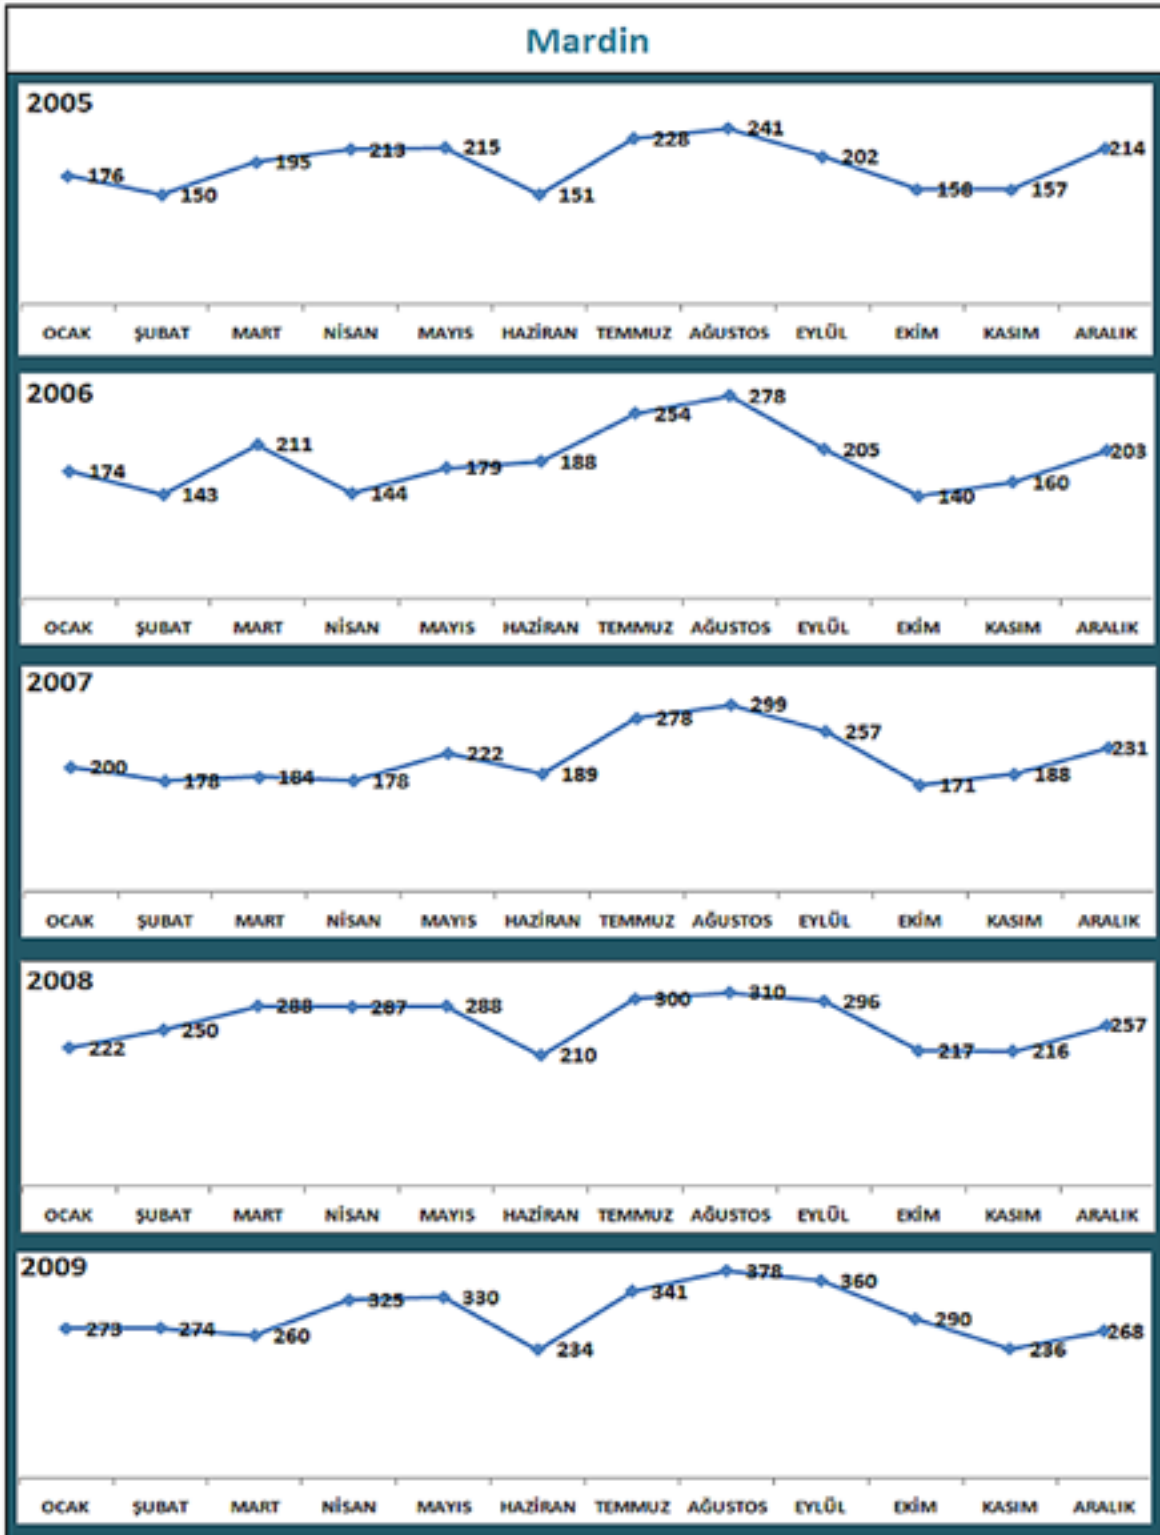 Mardin
2005
176 150 195 213 215 151 228 241 202 158 157 214
OCAK ŞUBAT MART NİSAN MAYIS HAZİRAN TEMMUZ AĞUSTOS EYLÜL EKİM KASIM ARALIK
2006
174 143 211 144 179 188 254 278 205 140 160 203
OCAK ŞUBAT MART NİSAN MAYIS HAZİRAN TEMMUZ AĞUSTOS EYLÜL EKİM KASIM ARALIK
2007
200 178 184 178 222 189 278 299 257 171 188 231
OCAK ŞUBAT MART NİSAN MAYIS HAZİRAN TEMMUZ AĞUSTOS EYLÜL EKİM KASIM ARALIK
2008
222 250 288 287 288 210 300 310 296 217 216 257
OCAK ŞUBAT MART NİSAN MAYIS HAZİRAN TEMMUZ AĞUSTOS EYLÜL EKİM KASIM ARALIK
2009
273 274 260 325 330 234 341 378 360 290 236 268
OCAK ŞUBAT MART NİSAN MAYIS HAZİRAN TEMMUZ AĞUSTOS EYLÜL EKİM KASIM ARALIK